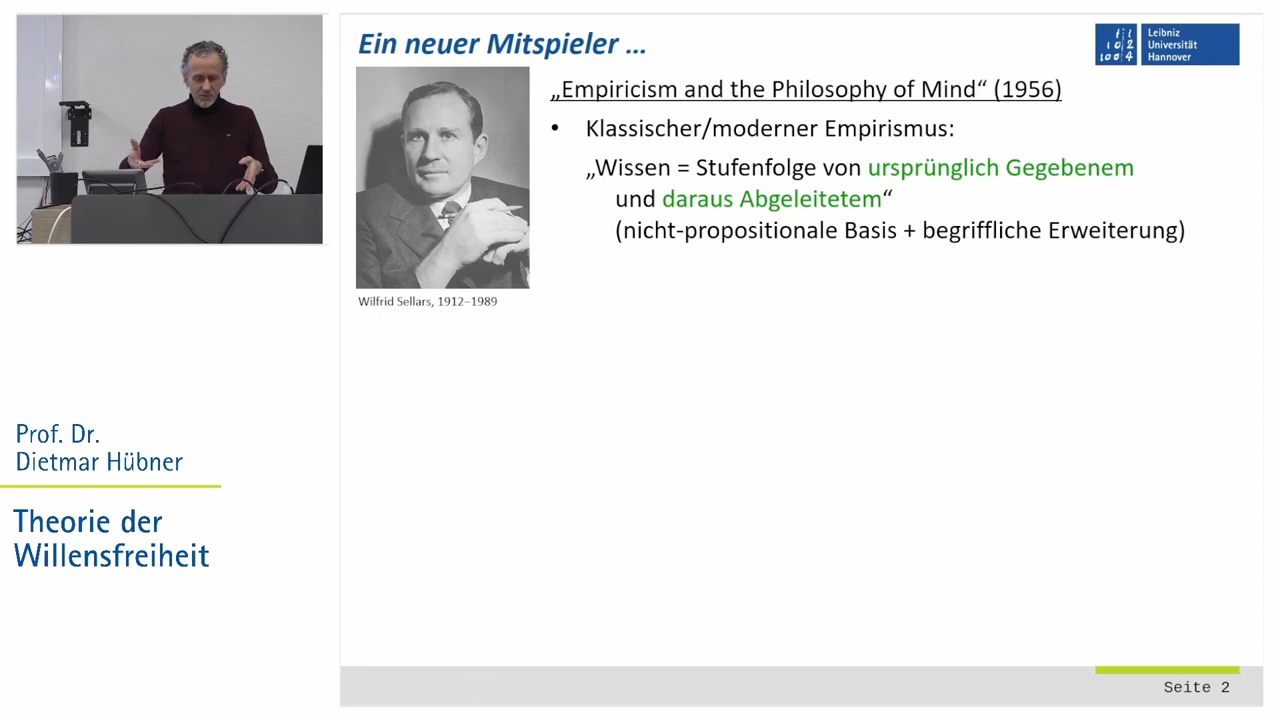 Ein neuer Mitspieler ...
Leibniz
Universität
Hannover
„Empiricism and the Philosophy of Mind“ (1956)
• Klassischer/moderner Empirismus:
„Wissen = Stufenfolge von ursprünglich Gegebenem
und daraus Abgeleitetem“
(nicht-propositionale Basis + begriffliche Erweiterung)
Wilfrid Sellars, 1912–1989
Prof. Dr.
Dietmar Hübner
Theorie der
Willensfreiheit
Seite 2